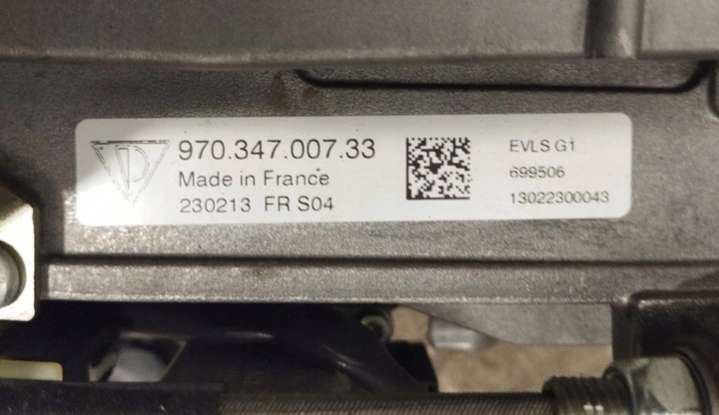 970.347.007.33
Made in France
230213 FR S04
EVLS G1
699506
13022300043